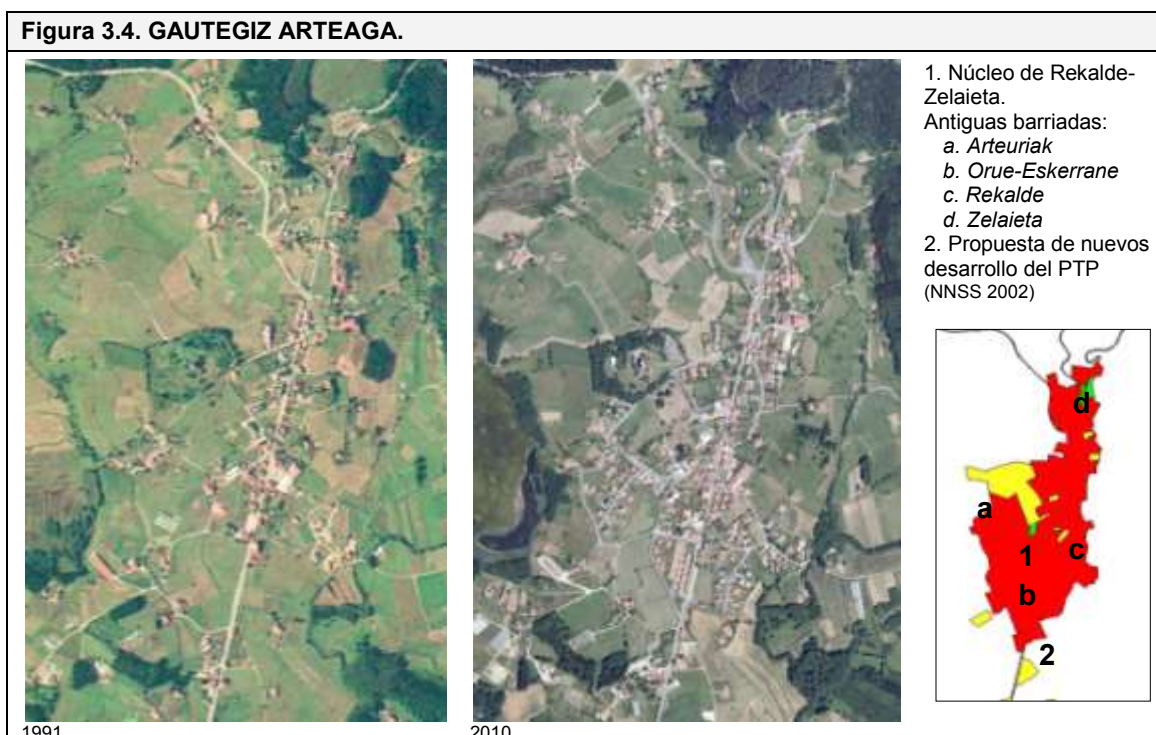 Figura 3.4. GAUTEGIZ ARTEAGA.
1. Núcleo de Rekalde-
Zelaieta.
Antiguas barriadas:
a. Arteuriak
b. Orue-Eskerrane
c. Rekalde
d. Zelaieta
2. Propuesta de nuevos
desarrollo del PTP
(NNSS 2002)
d
a
1
c
b
2
1991
2010